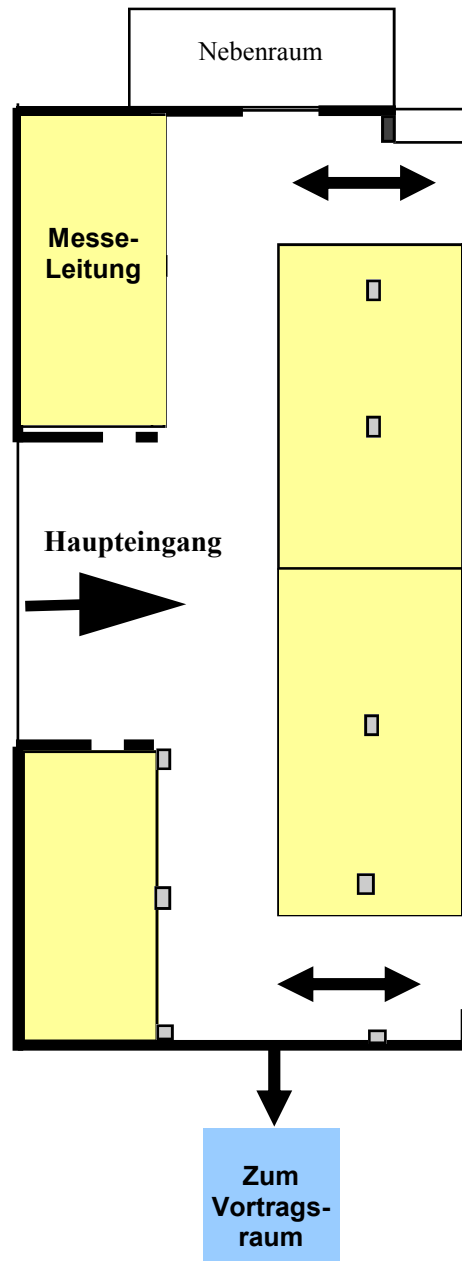 Nebenraum
Messe-
Leitung
Haupteingang
Zum
Vortrags-
raum